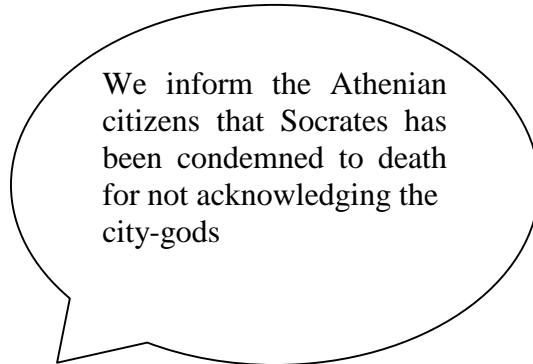 We inform the Athenian
citizens that Socrates has
been condemned to death
for not acknowledging the
city-gods